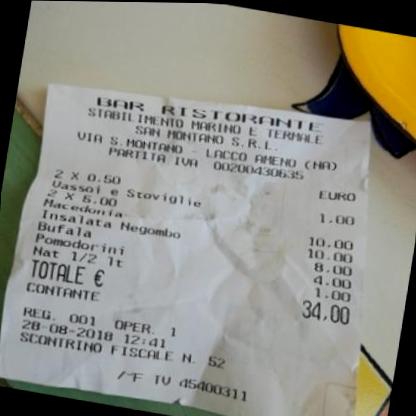 BAR RISTORANTE
STABILIMENTO MARINO E TERMALE
SAN MONTANO S.R.L.
VIA S.MONTANO - LACCO AMENO (NA)
PARTITA IVA 00200430635
EURO
2 X 0.50
Vassoi e Stoviglie 1.00
2 X 5.00
Macedonia 10.00
Insalata Negombo 10.00
Bufala 8.00
Pomodorini 4.00
Nat 1/2 lt 1.00
TOTALE € 34,00
CONTANTE
REG. 001 OPER. 1
28-08-2018 12:41
SCONTRINO FISCALE N. 52
/F TU 45400311